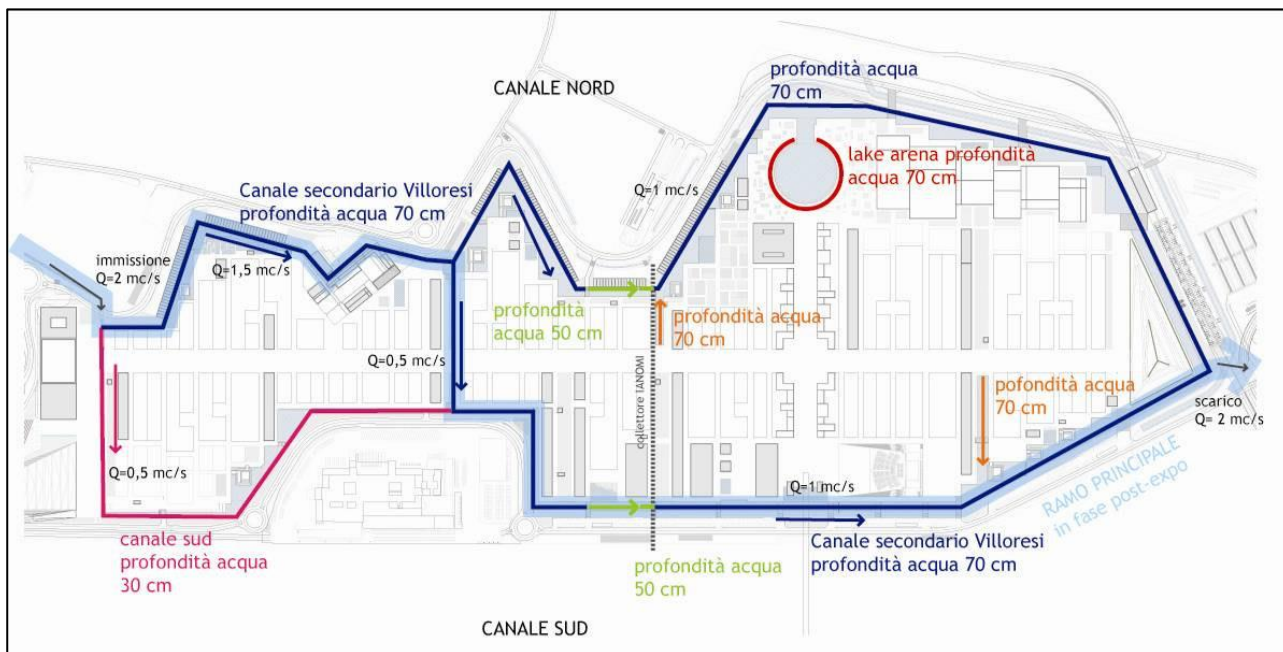 profondità acqua
70 cm
CANALE NORD
lake arena profondità
acqua 70 cm
Q=1 mc/s
Canale secondario Villoresi
profondità acqua 70 cm
immissione
Q=2 mc/s
Q=1,5 mc/s
profondità
acqua 50 cm
profondità acqua
70 cm
Q=0,5 mc/s
collettore IANOMI
pofondità acqua
70 cm
scarico
Q= 2 mc/s
Q=0,5 mc/s
Q=1 mc/s
RAMO PRINCIPALE
in fase post-expo
canale sud
profondità acqua
30 cm
profondità acqua
50 cm
Canale secondario Villoresi
profondità acqua 70 cm
CANALE SUD